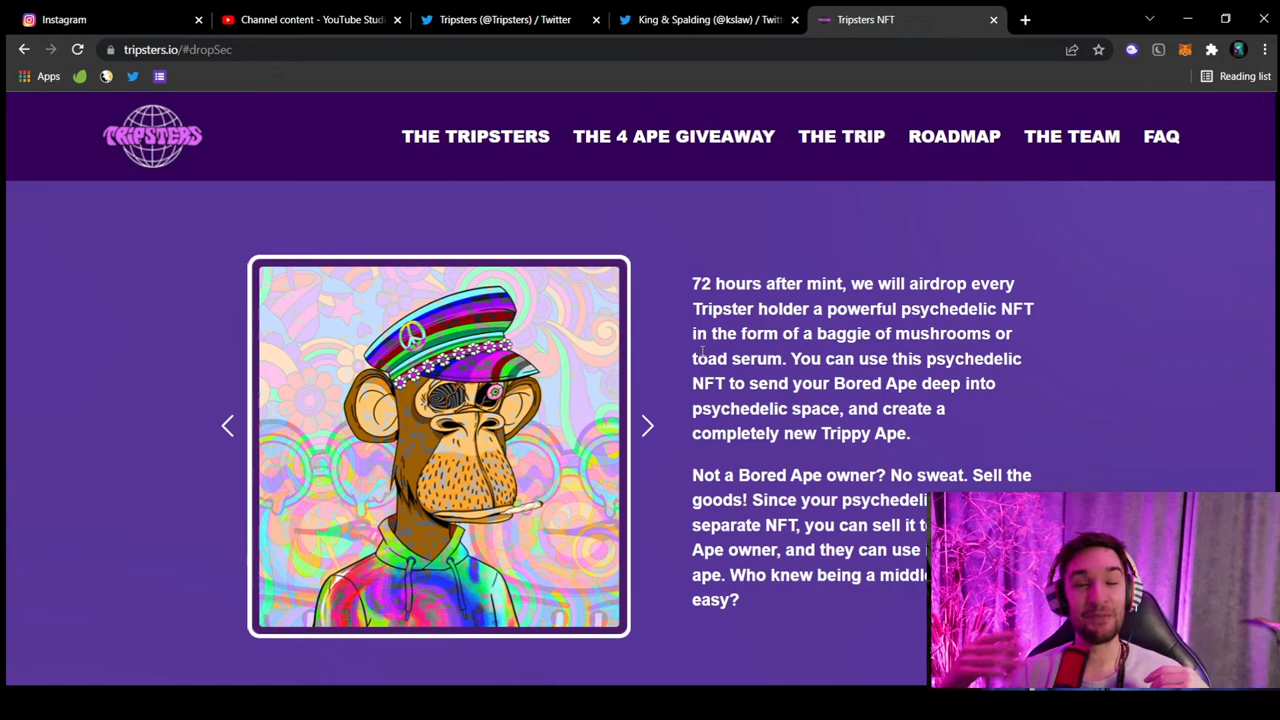 Instagram
Channel content - YouTube Studi
Tripsters (@Tripsters) / Twitter
King & Spalding (@kslaw) / Twit
Tripsters NFT
tripsters.io/#dropSec
Apps
Reading list
TRIPSTERS
THE TRIPSTERS
THE 4 APE GIVEAWAY
THE TRIP
ROADMAP
THE TEAM
FAQ
72 hours after mint, we will airdrop every
Tripster holder a powerful psychedelic NFT
in the form of a baggie of mushrooms or
toad serum. You can use this psychedelic
NFT to send your Bored Ape deep into
psychedelic space, and create a
completely new Trippy Ape.
Not a Bored Ape owner? No sweat. Sell the
goods! Since your psychedeli
separate NFT, you can sell it t
Ape owner, and they can use
ape. Who knew being a middl
easy?